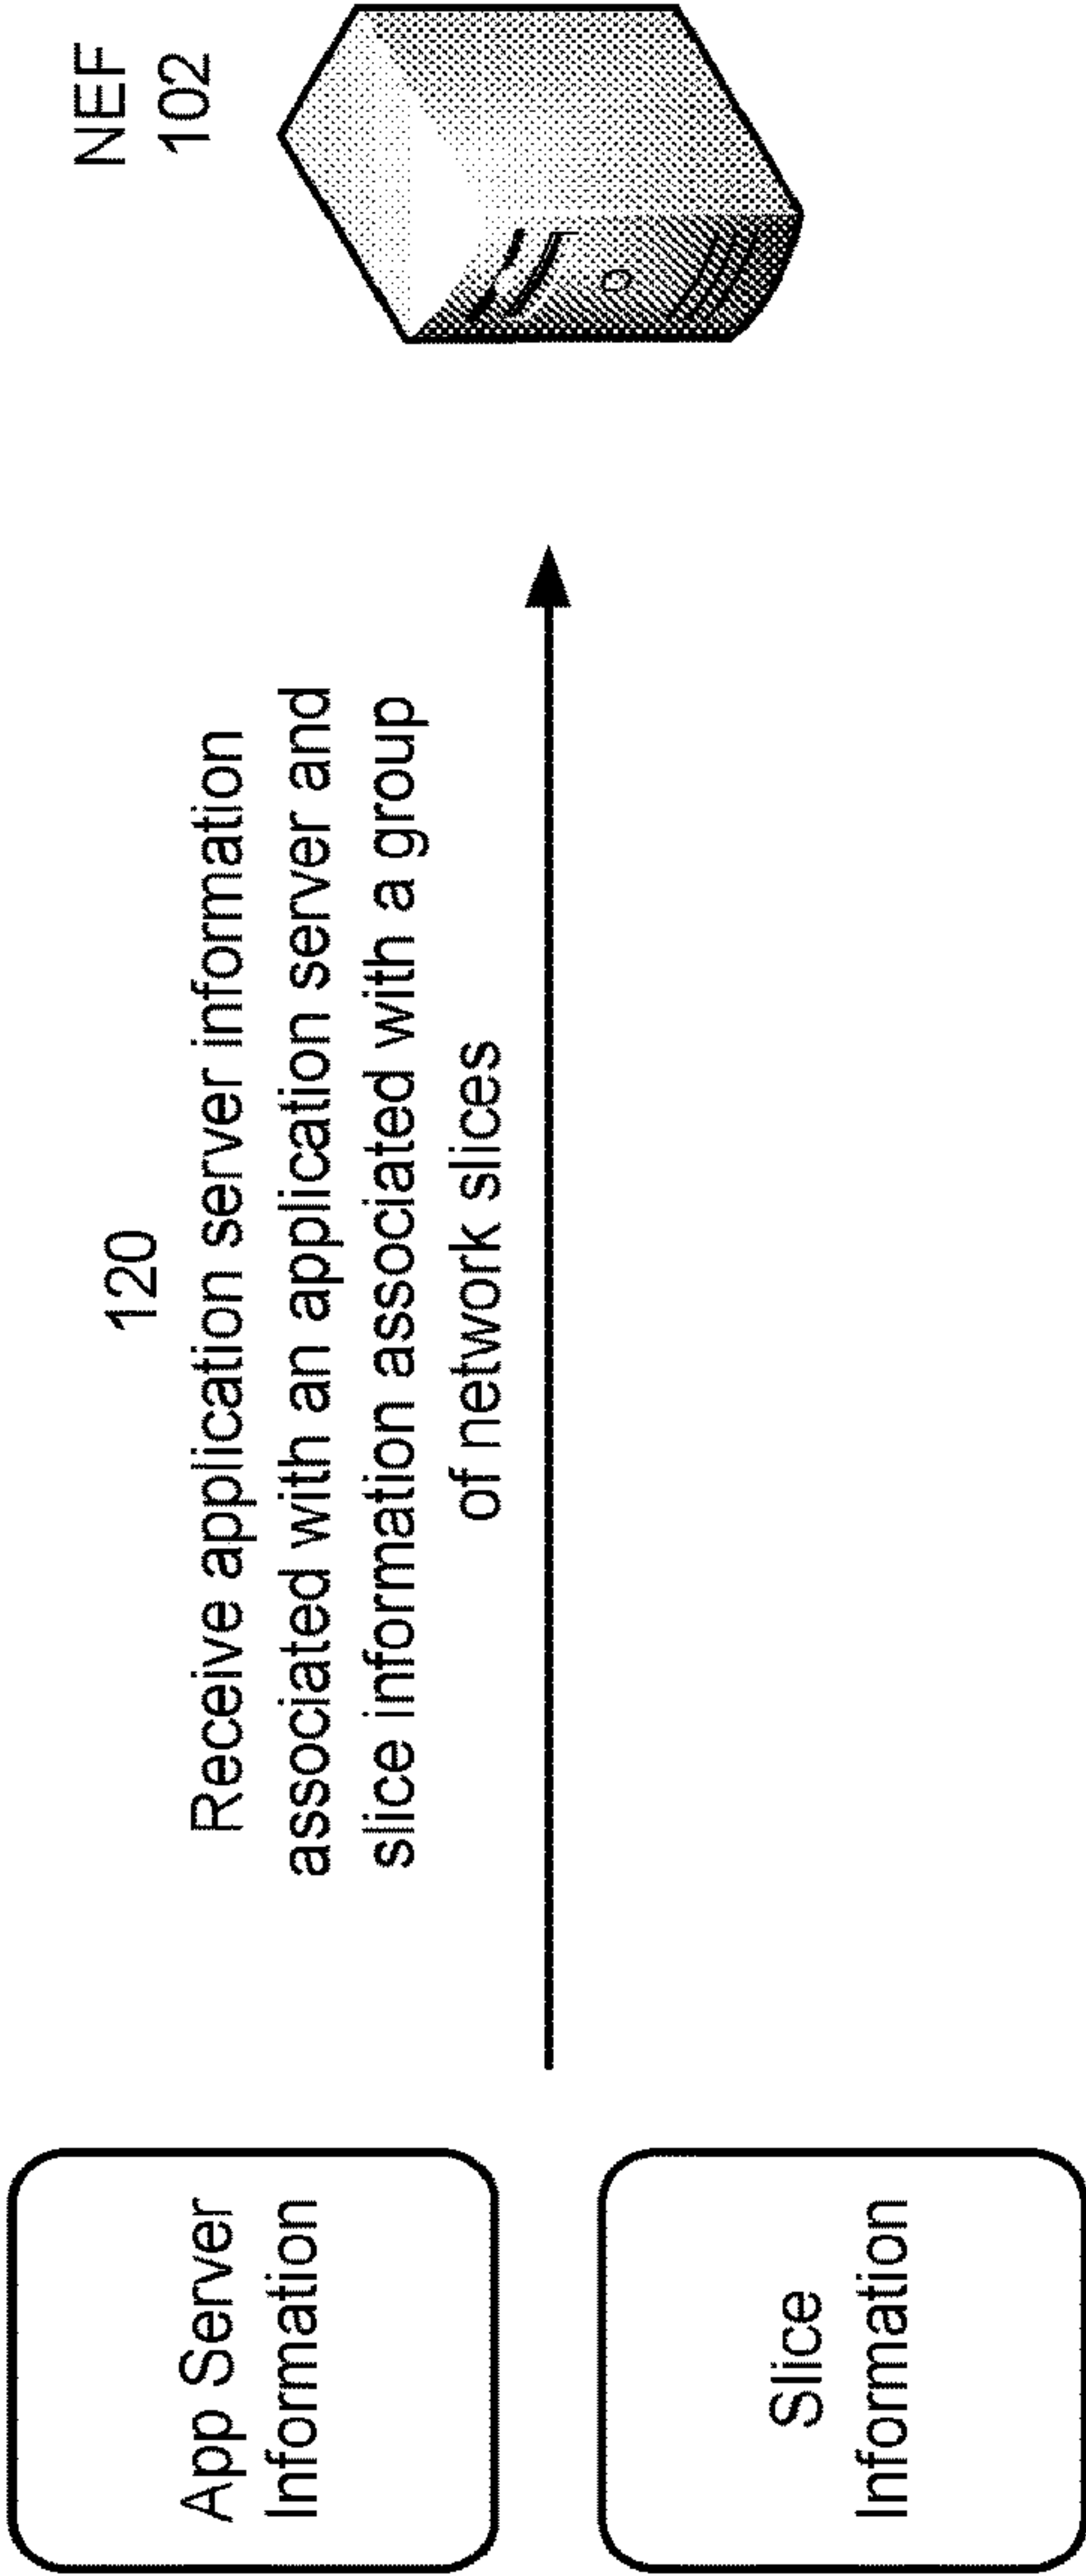 App Server
Information
Slice
Information
120
Receive application server information
associated with an application server and
slice information associated with a group
of network slices
NEF
102